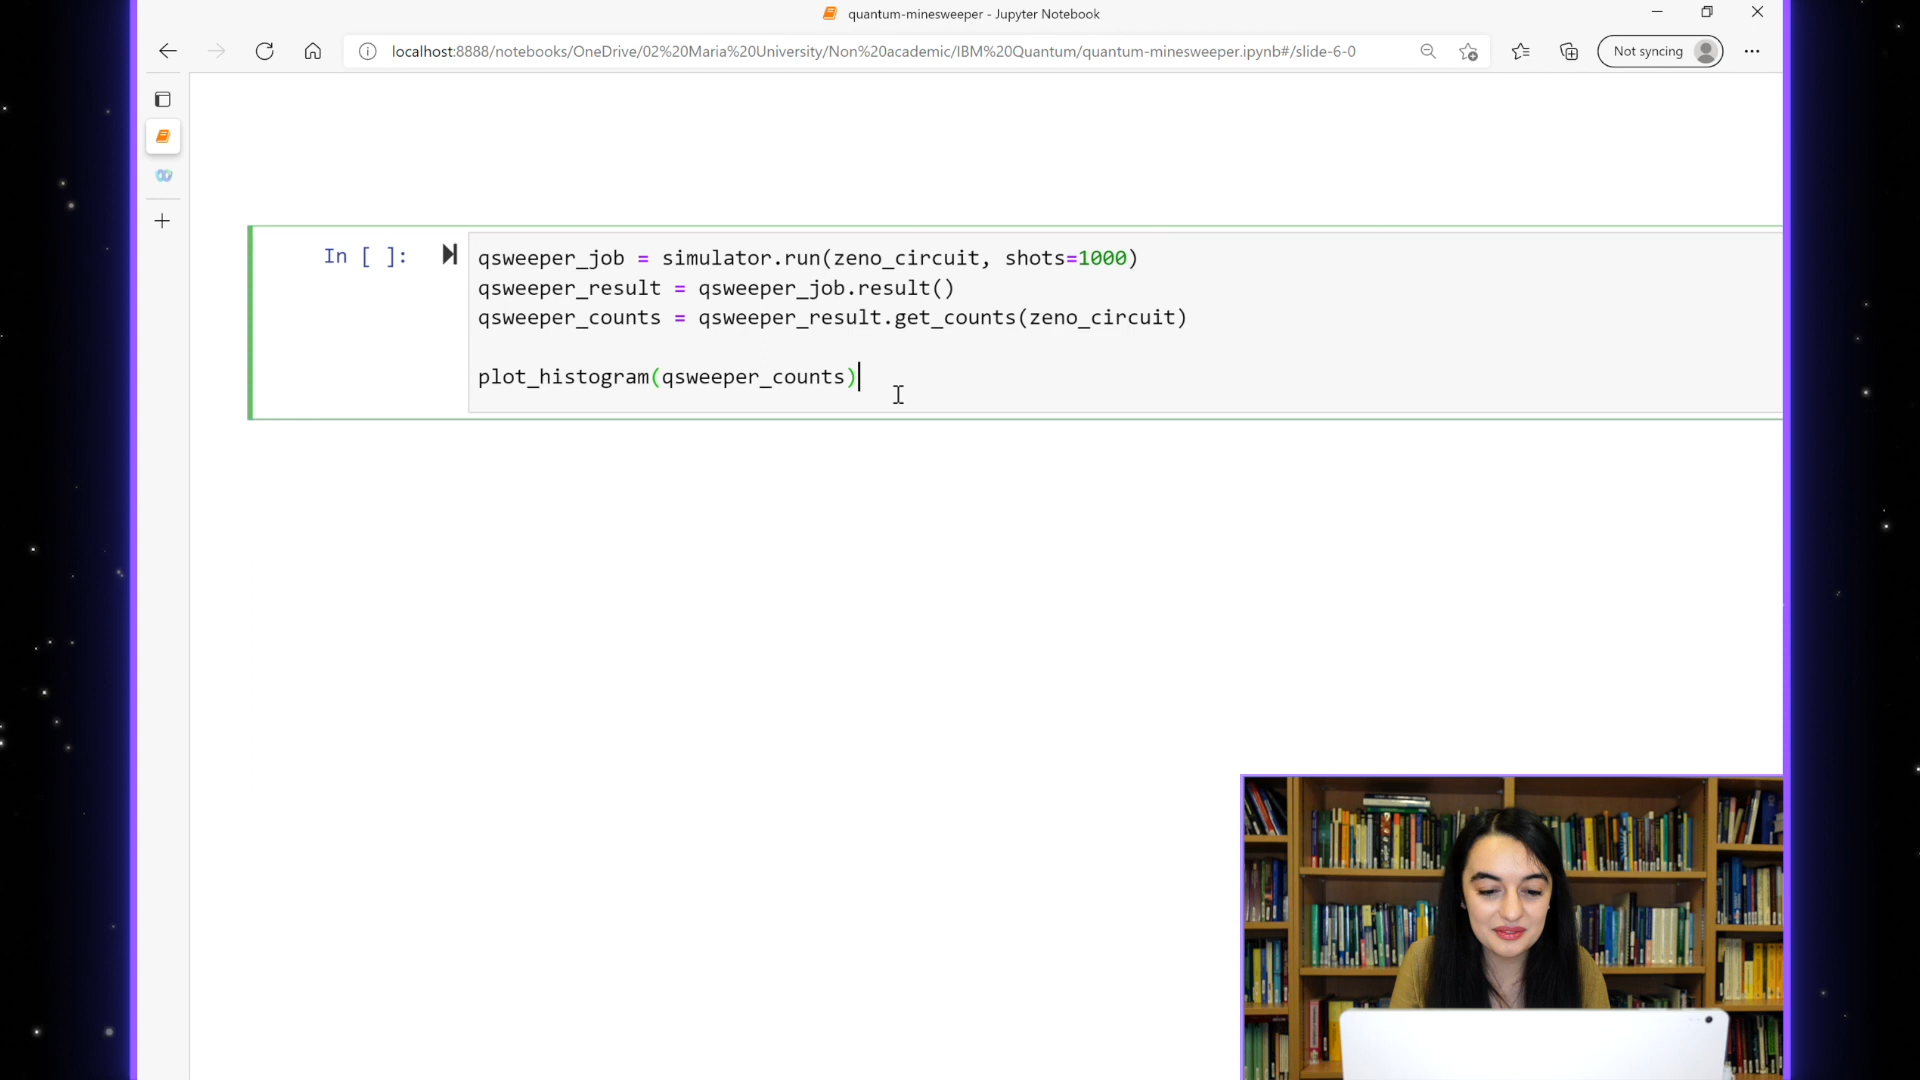 quantum-minesweeper - Jupyter Notebook
localhost:8888/notebooks/OneDrive/02%20Maria%20University/Non%20academic/IBM%20Quantum/quantum-minesweeper.ipynb#/slide-6-0
Not syncing
In [ ]:
qsweeper_job = simulator.run(zeno_circuit, shots=1000)
qsweeper_result = qsweeper_job.result()
qsweeper_counts = qsweeper_result.get_counts(zeno_circuit)
plot_histogram(qsweeper_counts)